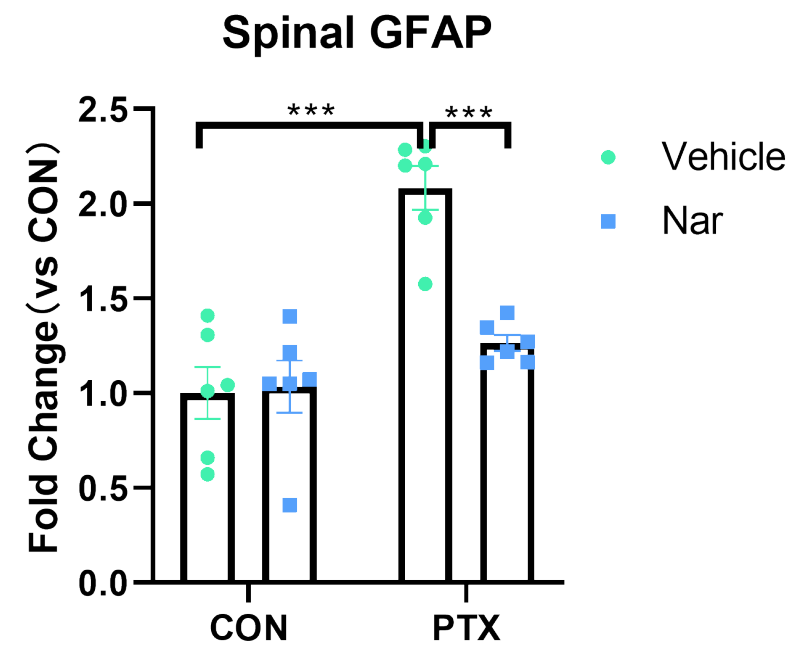 Spinal GFAP
Fold Change(vs CON)
2.5
2.0
1.5
1.0
0.5
0.0
***
***
CON
PTX
Vehicle
Nar